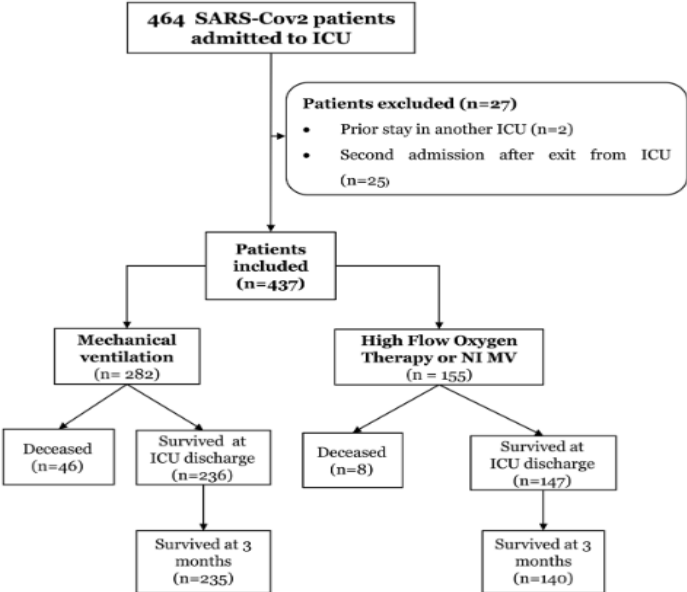 464 SARS-Cov2 patients
admitted to ICU
Patients excluded (n=27)
• Prior stay in another ICU (n=2)
• Second admission after exit from ICU
(n=25)
Patients
included
(n=437)
Mechanical
ventilation
(n= 282)
High Flow Oxygen
Therapy or NI MV
(n = 155)
Deceased
(n=46)
Survived at
ICU discharge
(n=236)
Deceased
(n=8)
Survived at
ICU discharge
(n=147)
Survived at 3
months
(n=235)
Survived at 3
months
(n=140)